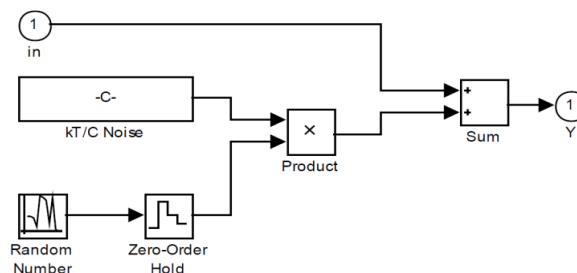 1
in
-C-
kT/C Noise
×
Product
+
+
Sum
1
Y
Random
Number
Zero-Order
Hold